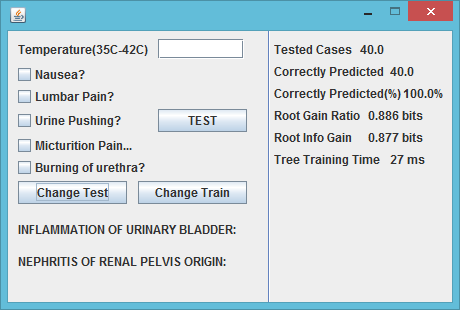 Temperature(35C-42C)
Nausea?
Lumbar Pain?
Urine Pushing?
TEST
Micturition Pain...
Burning of urethra?
Change Test
Change Train
INFLAMMATION OF URINARY BLADDER:
NEPHRITIS OF RENAL PELVIS ORIGIN:
Tested Cases 40.0
Correctly Predicted 40.0
Correctly Predicted(%) 100.0%
Root Gain Ratio 0.886 bits
Root Info Gain 0.877 bits
Tree Training Time 27 ms